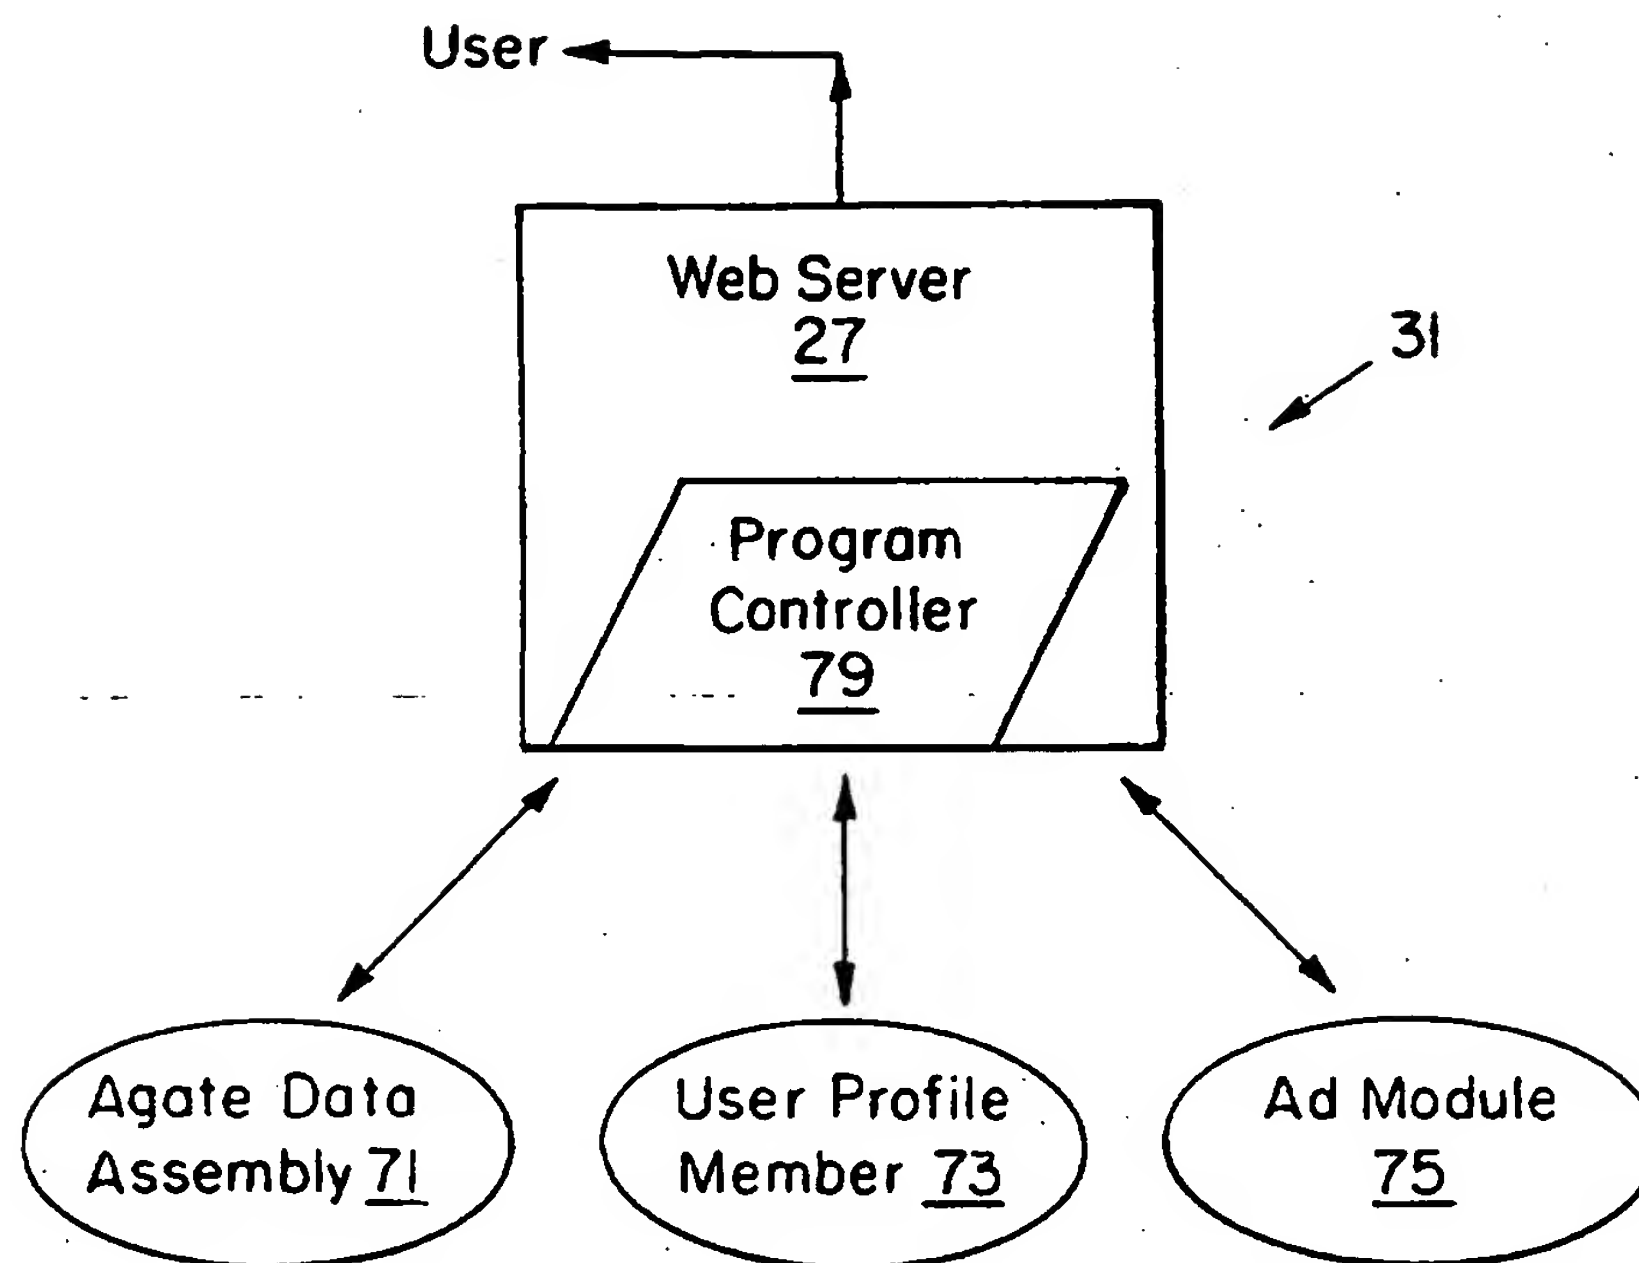 User
Web Server
27
31
Program
Controller
79
Agate Data
Assembly 71
User Profile
Member 73
Ad Module
75